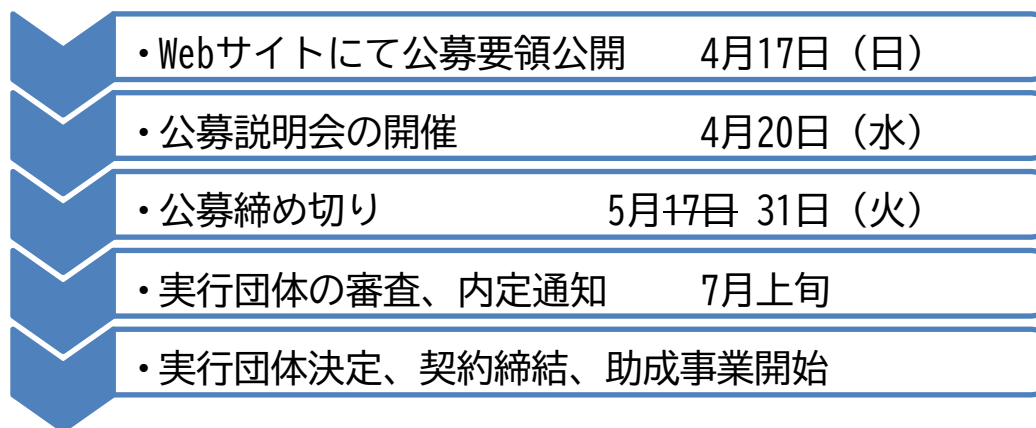 ・Webサイトにて公募要領公開　　4月17日（日）
・公募説明会の開催　　4月20日（水）
・公募締め切り　　5月17日 31日（火）
・実行団体の審査、内定通知　　7月上旬
・実行団体決定、契約締結、助成事業開始